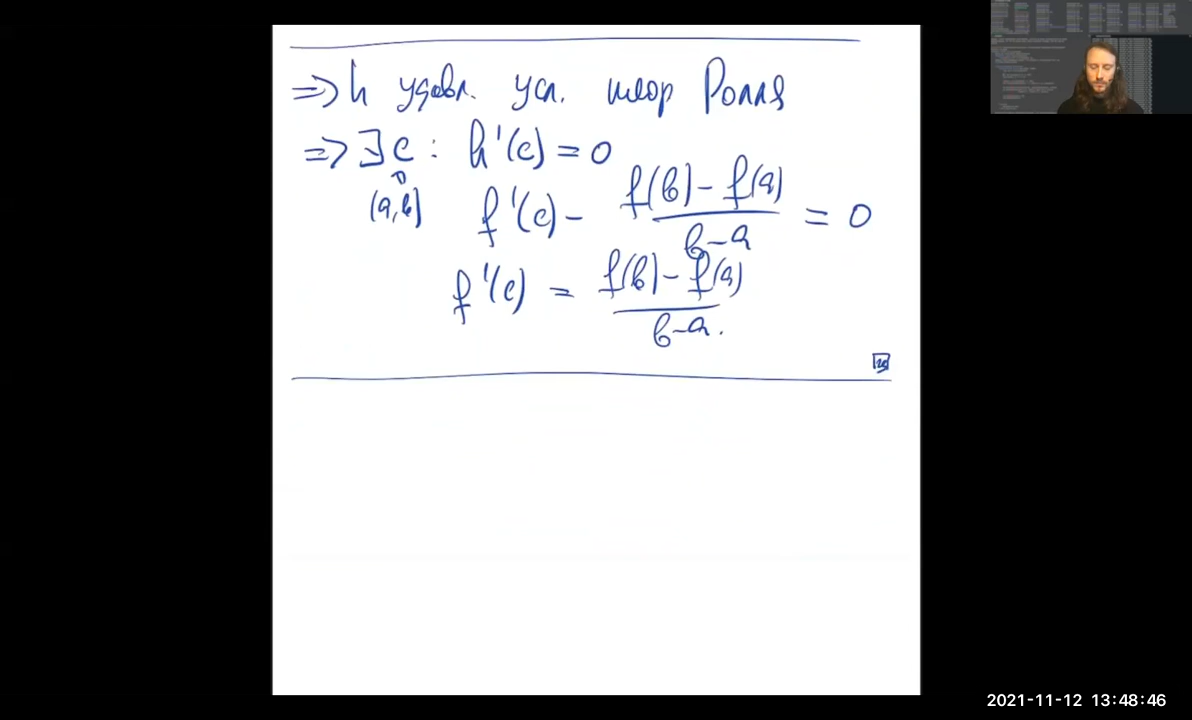 ⇒ h удовл. усл. теор Ролля
⇒ ∃ c : h'(c) = 0
(a,b)
f'(c) - f(b) - f(a) / b-a = 0
f'(c) = f(b) - f(a) / b-a.
2021-11-12 13:48:46